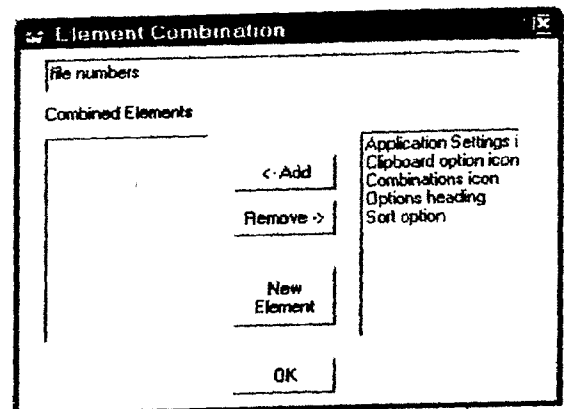 Element Combination
file numbers
Combined Elements
<- Add
Remove ->
New
Element
OK
Application Settings i
Clipboard option icon
Combinations icon
Options heading
Sort option